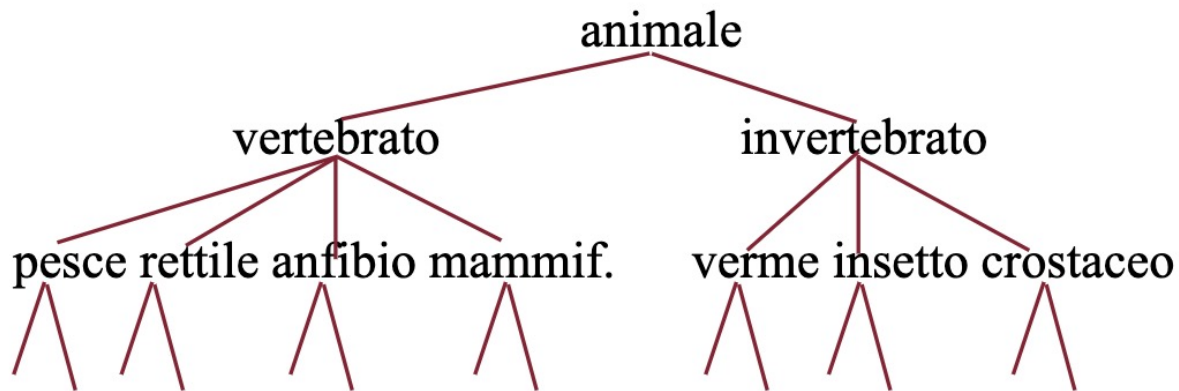 animale
vertebrato invertebrato
pesce rettile anfibio mammif. verme insetto crostaceo